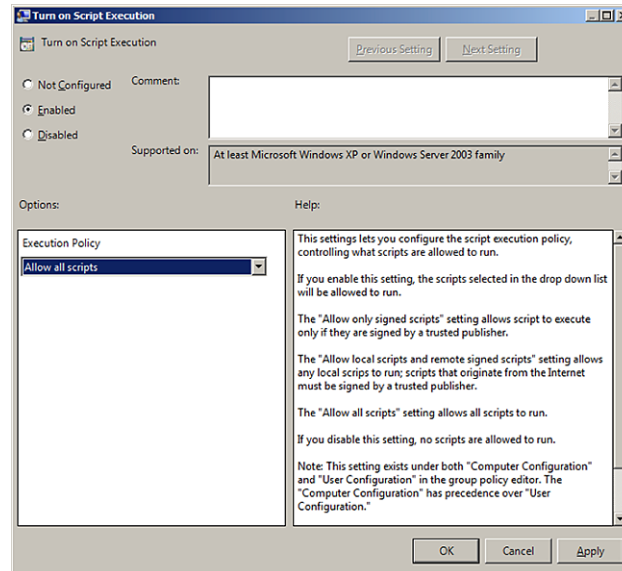 Turn on Script Execution
Turn on Script Execution
Previous Setting
Next Setting
Not Configured
Comment:
Enabled
Disabled
Supported on:
At least Microsoft Windows XP or Windows Server 2003 family
Options:
Help:
Execution Policy
Allow all scripts
This settings lets you configure the script execution policy,
controlling what scripts are allowed to run.
If you enable this setting, the scripts selected in the drop down list
will be allowed to run.
The "Allow only signed scripts" setting allows script to execute
only if they are signed by a trusted publisher.
The "Allow local scripts and remote signed scripts" setting allows
any local scrips to run; scripts that originate from the Internet
must be signed by a trusted publisher.
The "Allow all scripts" setting allows all scripts to run.
If you disable this setting, no scripts are allowed to run.
Note: This setting exists under both "Computer Configuration"
and "User Configuration" in the group policy editor. The
"Computer Configuration" has precedence over "User
Configuration."
OK
Cancel
Apply